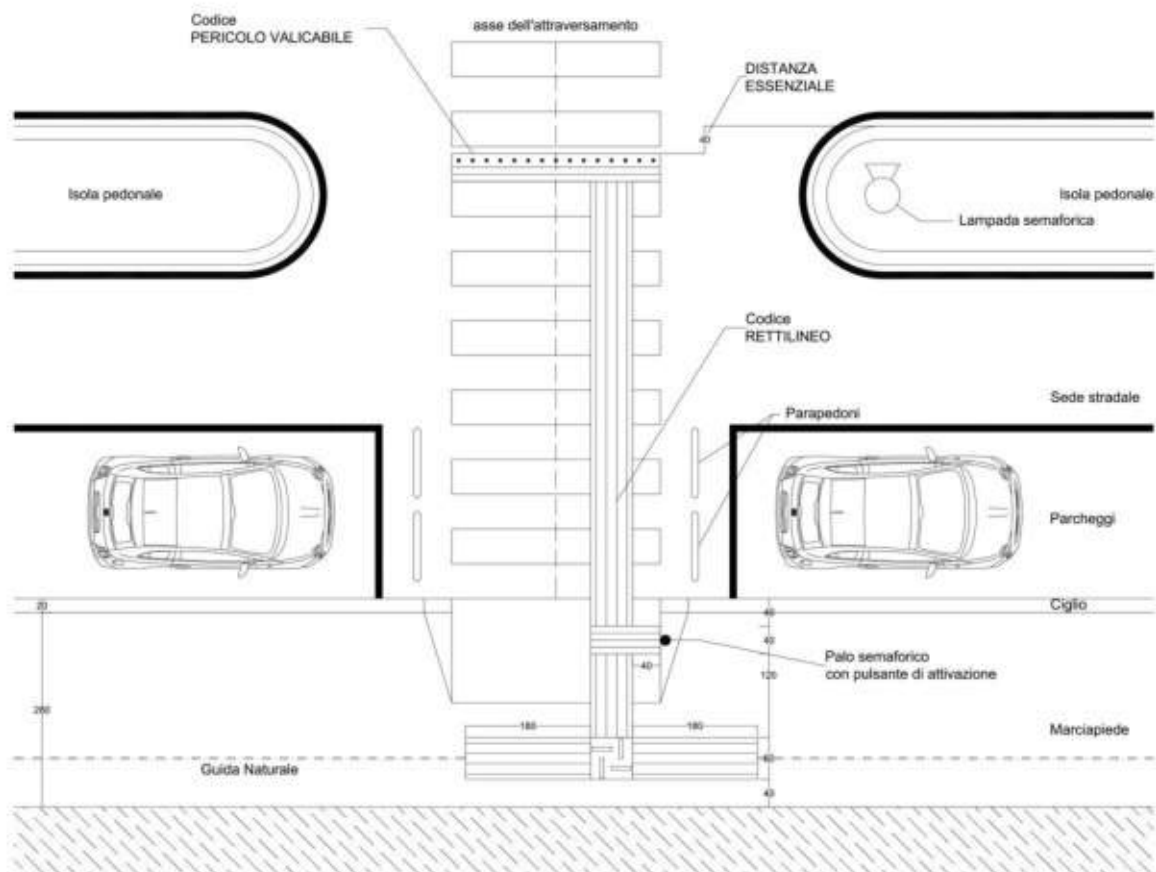 Codice
PERICOLO VALICABILE
asse dell'attraversamento
DISTANZA
ESSENZIALE
40
Isola pedonale
Isola pedonale
Lampada semaforica
Codice
RETTILINEO
Sede stradale
Parapedoni
Parcheggi
Ciglio
20
40
40
40
Palo semaforico
con pulsante di attivazione
120
280
180
180
Marciapiede
60
Guida Naturale
40